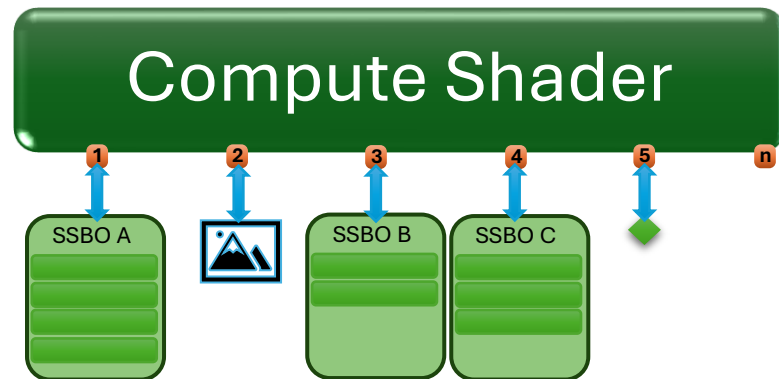 Compute Shader
1 2 3 4 5 n
SSBO A
SSBO B
SSBO C